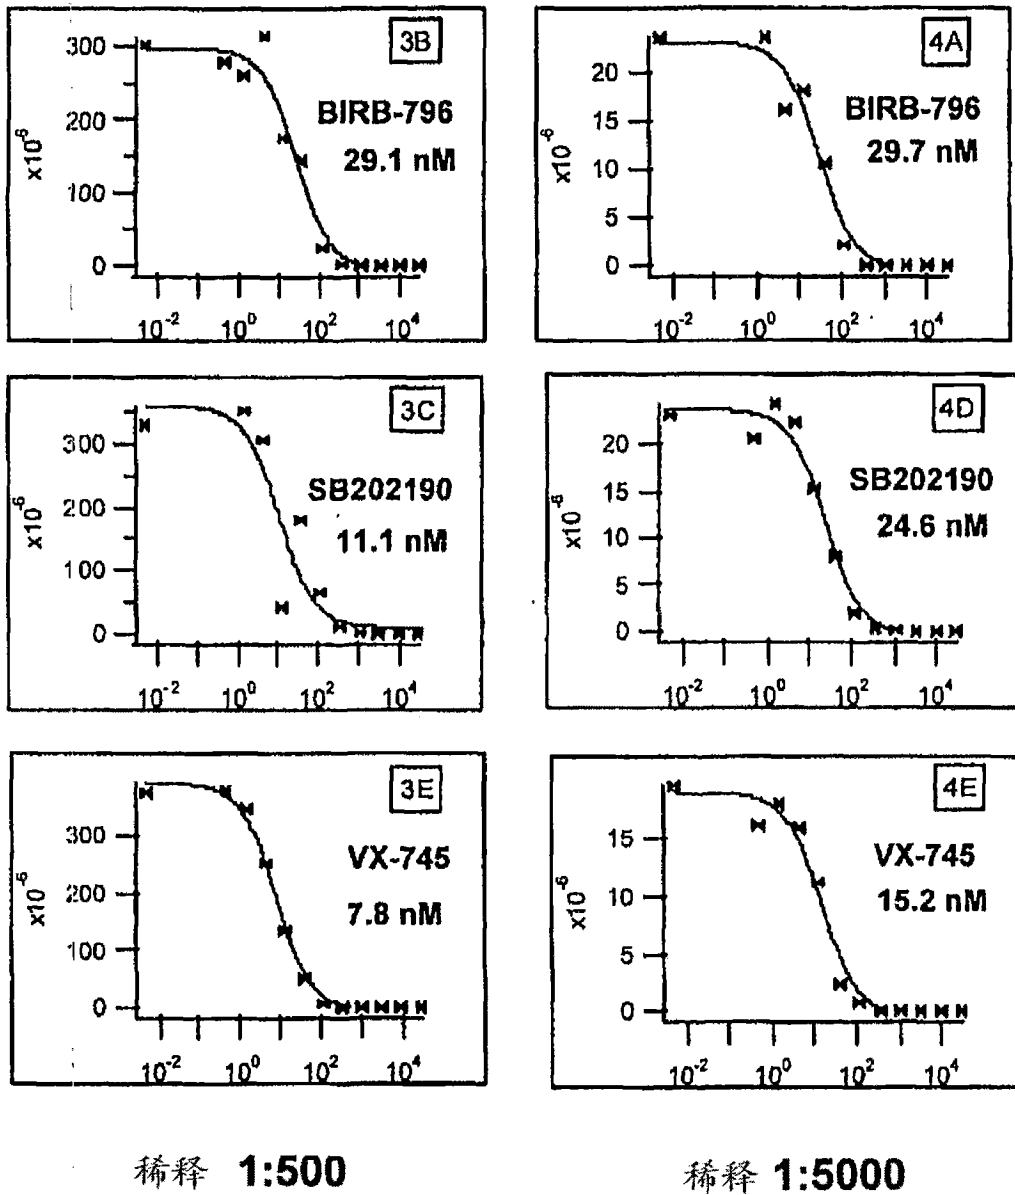 3B
BIRB-796
29.1 nM
x10⁻⁶
300
200
100
0
10⁻² 10⁰ 10² 10⁴
4A
BIRB-796
29.7 nM
x10⁻⁶
20
15
10
5
0
10⁻² 10⁰ 10² 10⁴
3C
SB202190
11.1 nM
x10⁻⁶
300
200
100
0
10⁻² 10⁰ 10² 10⁴
4D
SB202190
24.6 nM
x10⁻⁶
20
15
10
5
0
10⁻² 10⁰ 10² 10⁴
3E
VX-745
7.8 nM
x10⁻⁶
300
200
100
0
10⁻² 10⁰ 10² 10⁴
4E
VX-745
15.2 nM
x10⁻⁶
15
10
5
0
10⁻² 10⁰ 10² 10⁴
稀释 1:500
稀释 1:5000